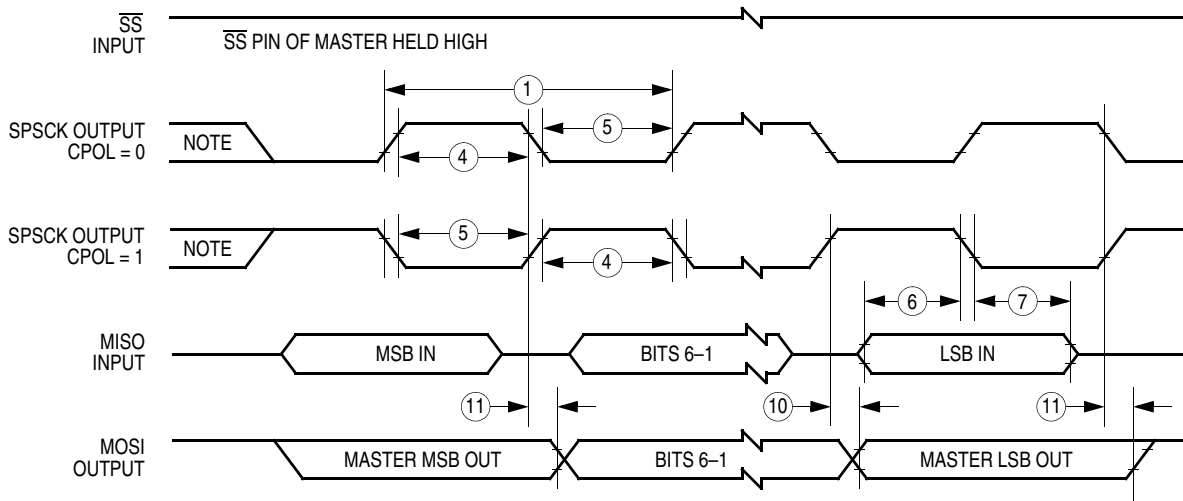 SS
INPUT
SS PIN OF MASTER HELD HIGH
1
SPSCK OUTPUT
CPOL = 0
NOTE
4
5
SPSCK OUTPUT
CPOL = 1
NOTE
5
4
6
7
MISO
INPUT
MSB IN
BITS 6–1
LSB IN
11
10
11
MOSI
OUTPUT
MASTER MSB OUT
BITS 6–1
MASTER LSB OUT